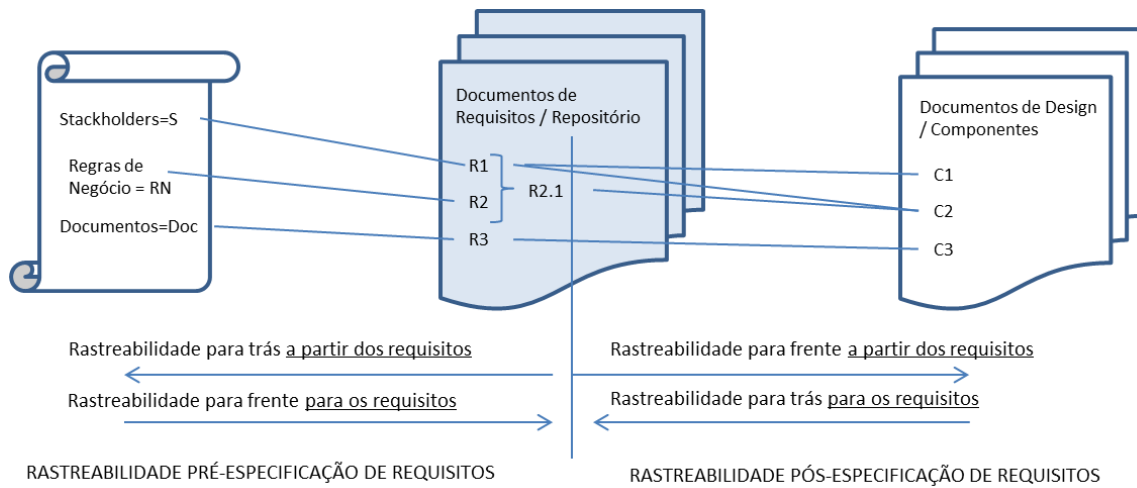 Stackholders=S
Regras de
Negócio = RN
Documentos=Doc
Documentos de
Requisitos / Repositório
R1
R2
R2.1
R3
Documentos de Design
/ Componentes
C1
C2
C3
Rastreabilidade para trás a partir dos requisitos
Rastreabilidade para frente para os requisitos
Rastreabilidade para frente a partir dos requisitos
Rastreabilidade para trás para os requisitos
RASTREABILIDADE PRÉ-ESPECIFICAÇÃO DE REQUISITOS
RASTREABILIDADE PÓS-ESPECIFICAÇÃO DE REQUISITOS